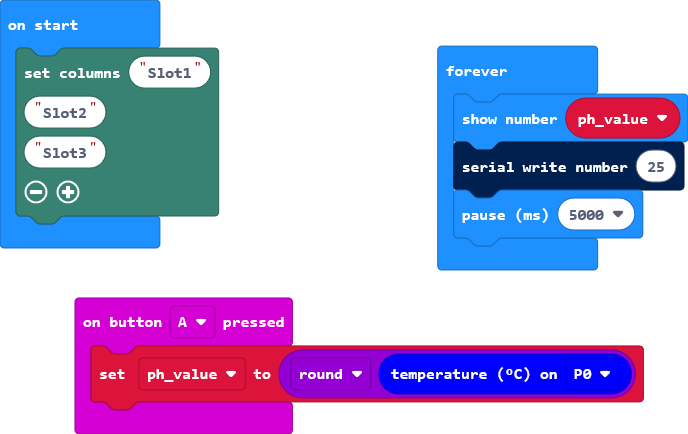 on start
set columns "Slot1"
"Slot2"
"Slot3"
forever
show number ph_value
serial write number 25
pause (ms) 5000
on button A pressed
set ph_value to round temperature (ºC) on P0